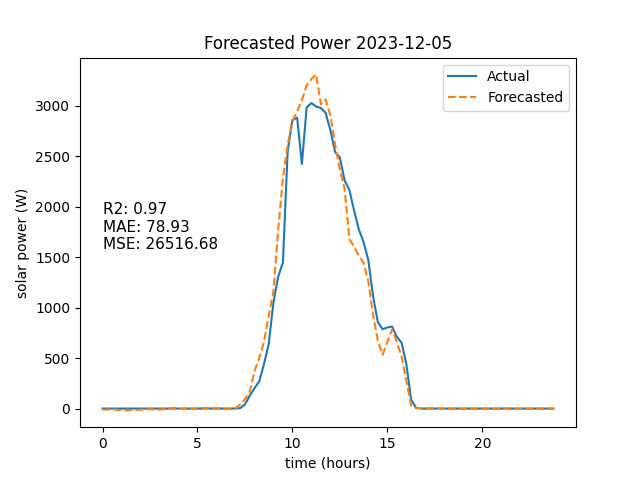 Forecasted Power 2023-12-05
Actual
Forecasted
R2: 0.97
MAE: 78.93
MSE: 26516.68
solar power (W)
3000
2500
2000
1500
1000
500
0
0 5 10 15 20
time (hours)